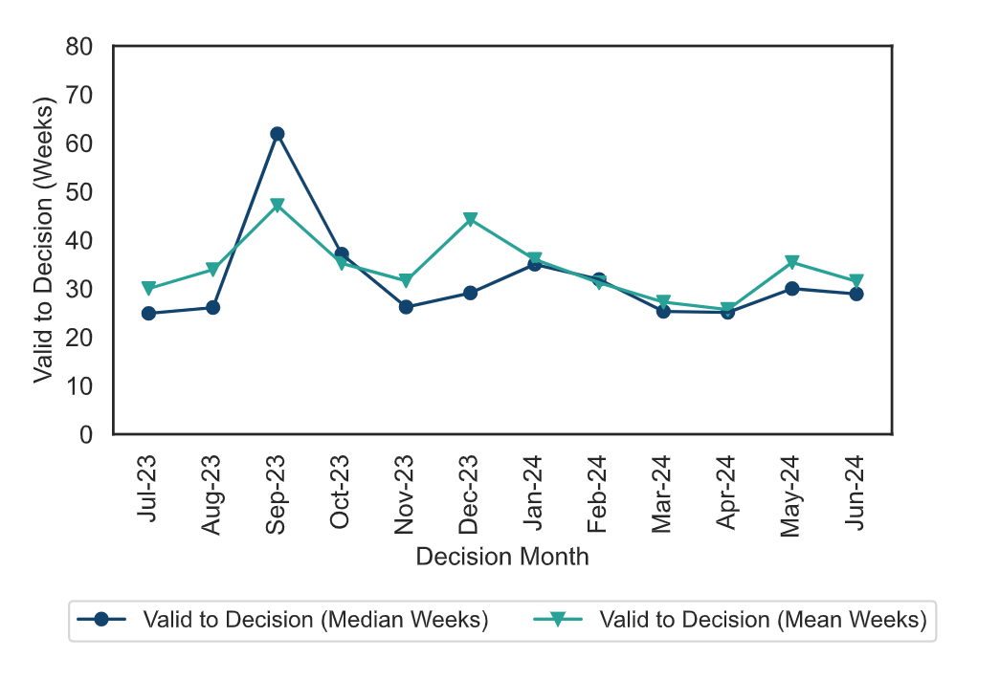 80
70
60
50
40
30
20
10
0
Valid to Decision (Weeks)
Jul-23
Aug-23
Sep-23
Oct-23
Nov-23
Dec-23
Jan-24
Feb-24
Mar-24
Apr-24
May-24
Jun-24
Decision Month
Valid to Decision (Median Weeks)
Valid to Decision (Mean Weeks)